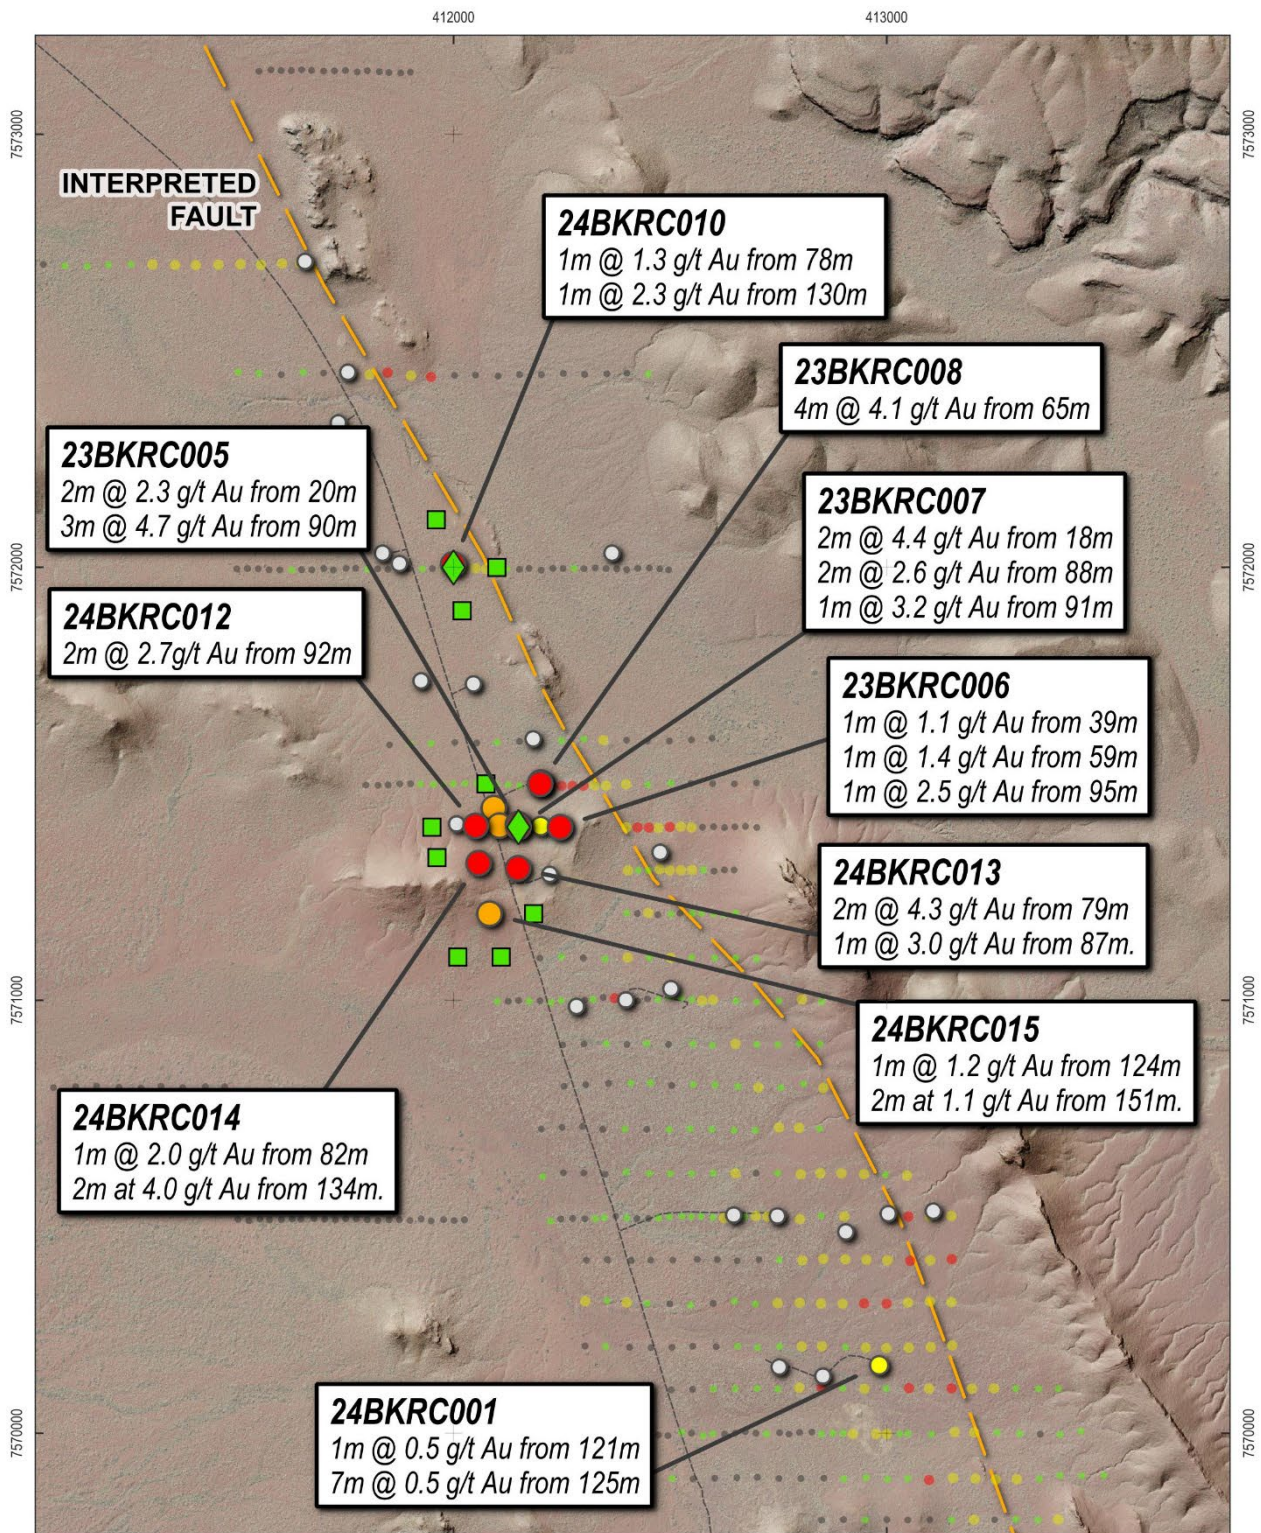 412000
413000
7573000
7573000
INTERPRETED
FAULT
24BKRC010
1m @ 1.3 g/t Au from 78m
1m @ 2.3 g/t Au from 130m
23BKRC008
4m @ 4.1 g/t Au from 65m
23BKRC005
2m @ 2.3 g/t Au from 20m
3m @ 4.7 g/t Au from 90m
23BKRC007
2m @ 4.4 g/t Au from 18m
2m @ 2.6 g/t Au from 88m
1m @ 3.2 g/t Au from 91m
7572000
7572000
24BKRC012
2m @ 2.7g/t Au from 92m
23BKRC006
1m @ 1.1 g/t Au from 39m
1m @ 1.4 g/t Au from 59m
1m @ 2.5 g/t Au from 95m
24BKRC013
2m @ 4.3 g/t Au from 79m
1m @ 3.0 g/t Au from 87m.
7571000
7571000
24BKRC015
1m @ 1.2 g/t Au from 124m
2m at 1.1 g/t Au from 151m.
24BKRC014
1m @ 2.0 g/t Au from 82m
2m at 4.0 g/t Au from 134m.
24BKRC001
1m @ 0.5 g/t Au from 121m
7m @ 0.5 g/t Au from 125m
7570000
7570000